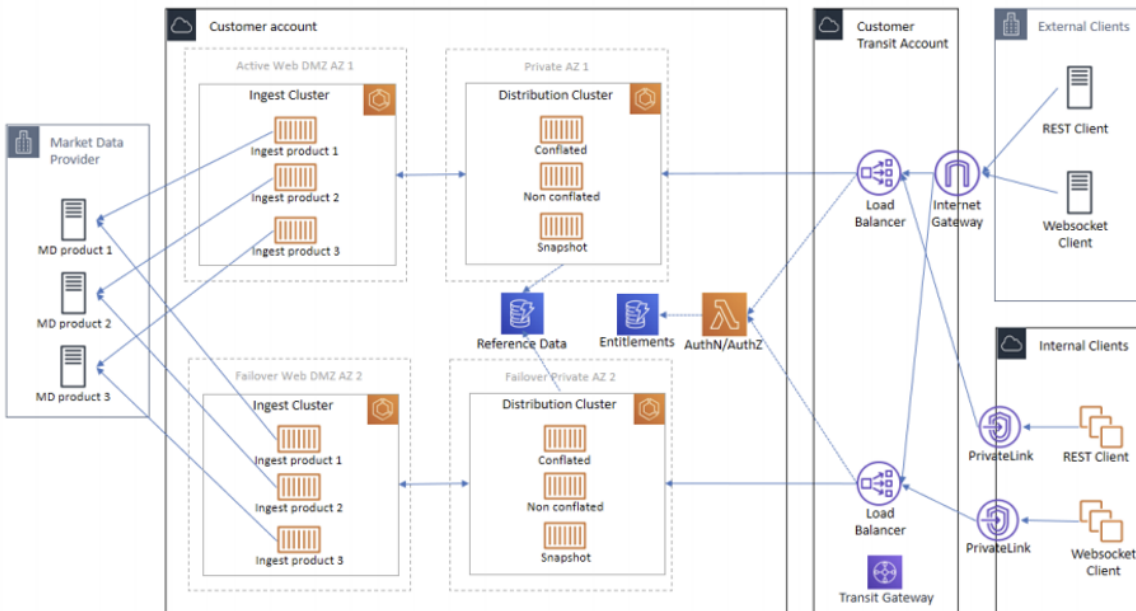 Customer account
Customer
Transit Account
External Clients
Active Web DMZ AZ 1
Private AZ 1
Ingest Cluster
Distribution Cluster
Market Data
Provider
Ingest product 1
Ingest product 2
Ingest product 3
Conflated
Non conflated
Snapshot
MD product 1
MD product 2
MD product 3
Load
Balancer
Internet
Gateway
REST Client
Websocket
Client
Reference Data
Entitlements
AuthN/AuthZ
Internal Clients
Failover Web DMZ AZ 2
Failover Private AZ 2
Ingest Cluster
Distribution Cluster
Ingest product 1
Ingest product 2
Ingest product 3
Conflated
Non conflated
Snapshot
Load
Balancer
Transit Gateway
PrivateLink
REST Client
PrivateLink
Websocket
Client